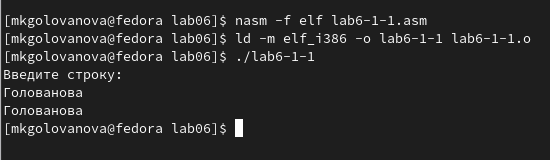 [mkgolovanova@fedora lab06]$ nasm -f elf lab6-1-1.asm
[mkgolovanova@fedora lab06]$ ld -m elf_i386 -o lab6-1-1 lab6-1-1.o
[mkgolovanova@fedora lab06]$ ./lab6-1-1
Введите строку:
Голованова
Голованова
[mkgolovanova@fedora lab06]$